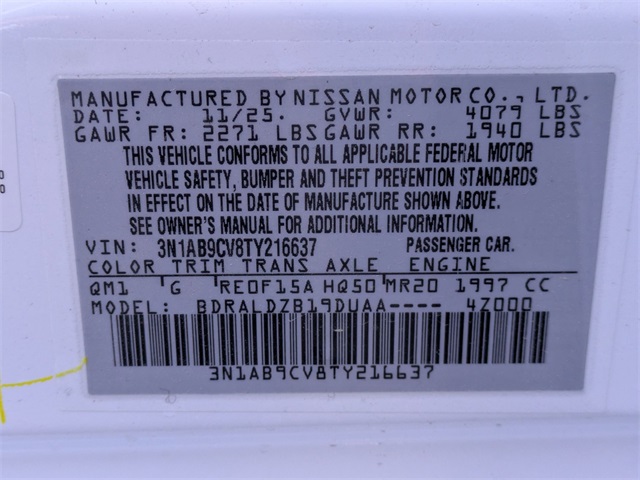 MANUFACTURED BY NISSAN MOTOR CO., LTD.
DATE: 11/25. GVWR: 4079 LBS
GAWR FR: 2271 LBS GAWR RR: 1940 LBS
THIS VEHICLE CONFORMS TO ALL APPLICABLE FEDERAL MOTOR
VEHICLE SAFETY, BUMPER AND THEFT PREVENTION STANDARDS
IN EFFECT ON THE DATE OF MANUFACTURE SHOWN ABOVE.
SEE OWNER'S MANUAL FOR ADDITIONAL INFORMATION.
VIN: 3N1AB9CV8TY216637 PASSENGER CAR.
COLOR TRIM TRANS AXLE ENGINE
QM1 G RE0F15A HQ50 MR20 1997 CC
MODEL: BDRALDZB19DUAA---- 4Z000
3N1AB9CV8TY216637